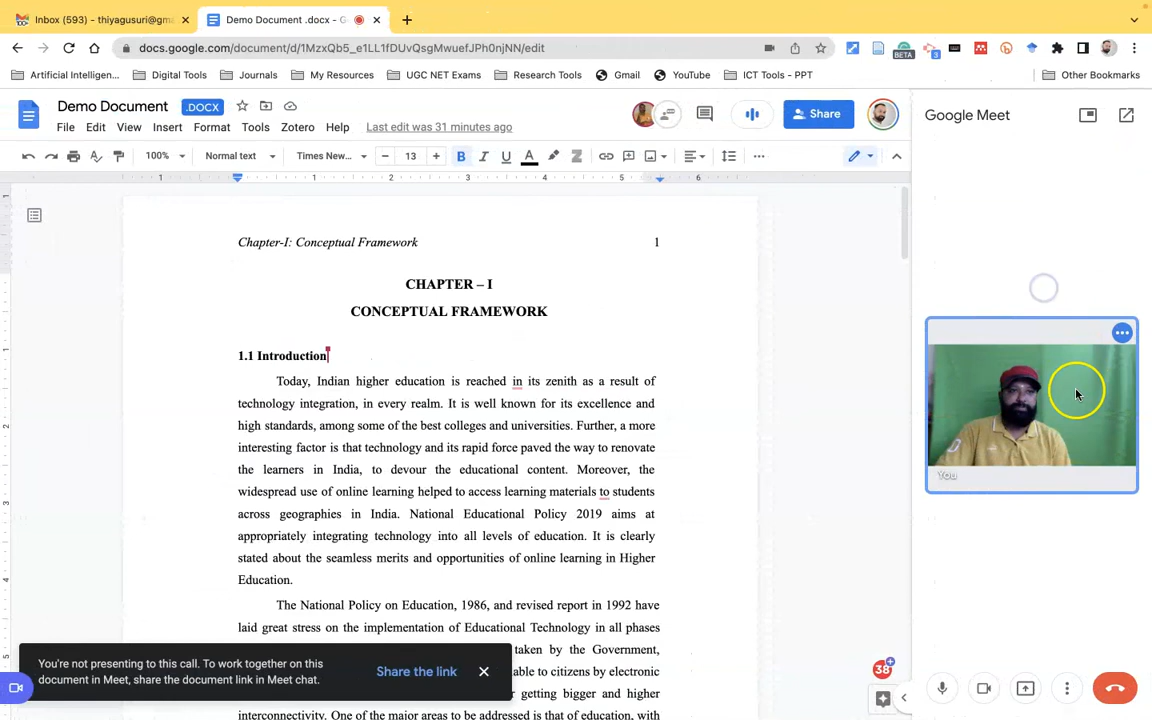 Inbox (593) - thiyagusuri@gma
Demo Document .docx - G
docs.google.com/document/d/1MzxQb5_e1LL1fDUvQsgMwuefJPh0njNN/edit
BETA
3
Artificial Intelligen...
Digital Tools
Journals
My Resources
UGC NET Exams
Research Tools
Gmail
YouTube
ICT Tools - PPT
Other Bookmarks
Demo Document
.DOCX
Share
Google Meet
File Edit View Insert Format Tools Zotero Help
Last edit was 31 minutes ago
100%
Normal text
Times New...
13
B I U A
1 1 2 3 4 5 6
Chapter-I: Conceptual Framework 1
CHAPTER – I
CONCEPTUAL FRAMEWORK
1.1 Introduction
Today, Indian higher education is reached in its zenith as a result of
technology integration, in every realm. It is well known for its excellence and
high standards, among some of the best colleges and universities. Further, a more
interesting factor is that technology and its rapid force paved the way to renovate
the learners in India, to devour the educational content. Moreover, the
widespread use of online learning helped to access learning materials to students
across geographies in India. National Educational Policy 2019 aims at
appropriately integrating technology into all levels of education. It is clearly
stated about the seamless merits and opportunities of online learning in Higher
Education.
The National Policy on Education, 1986, and revised report in 1992 have
laid great stress on the implementation of Educational Technology in all phases
taken by the Government,
able to citizens by electronic
getting bigger and higher
interconnectivity. One of the major areas to be addressed is that of education, with
You
You're not presenting to this call. To work together on this
document in Meet, share the document link in Meet chat.
Share the link
38